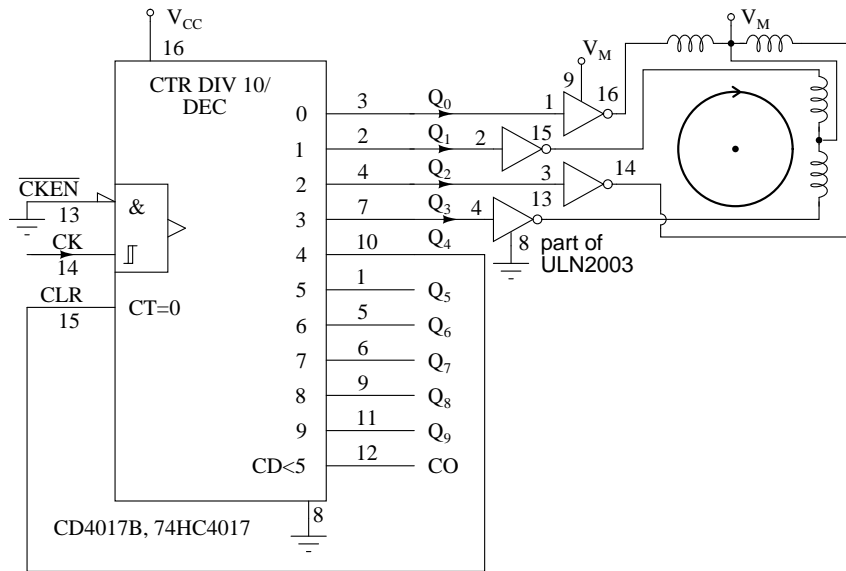 V_CC
16
CTR DIV 10/
DEC
CKEN
13
&
CK
14
CLR
15
CT=0
0 3 Q_0
1 2 Q_1
2 4 Q_2
3 7 Q_3
4 10 Q_4
5 1 Q_5
6 5 Q_6
7 6 Q_7
8 9 Q_8
9 11 Q_9
CD<5 12 CO
8
V_M
9
1 16
2 15
3 14
4 13
8
part of
ULN2003
V_M
CD4017B, 74HC4017